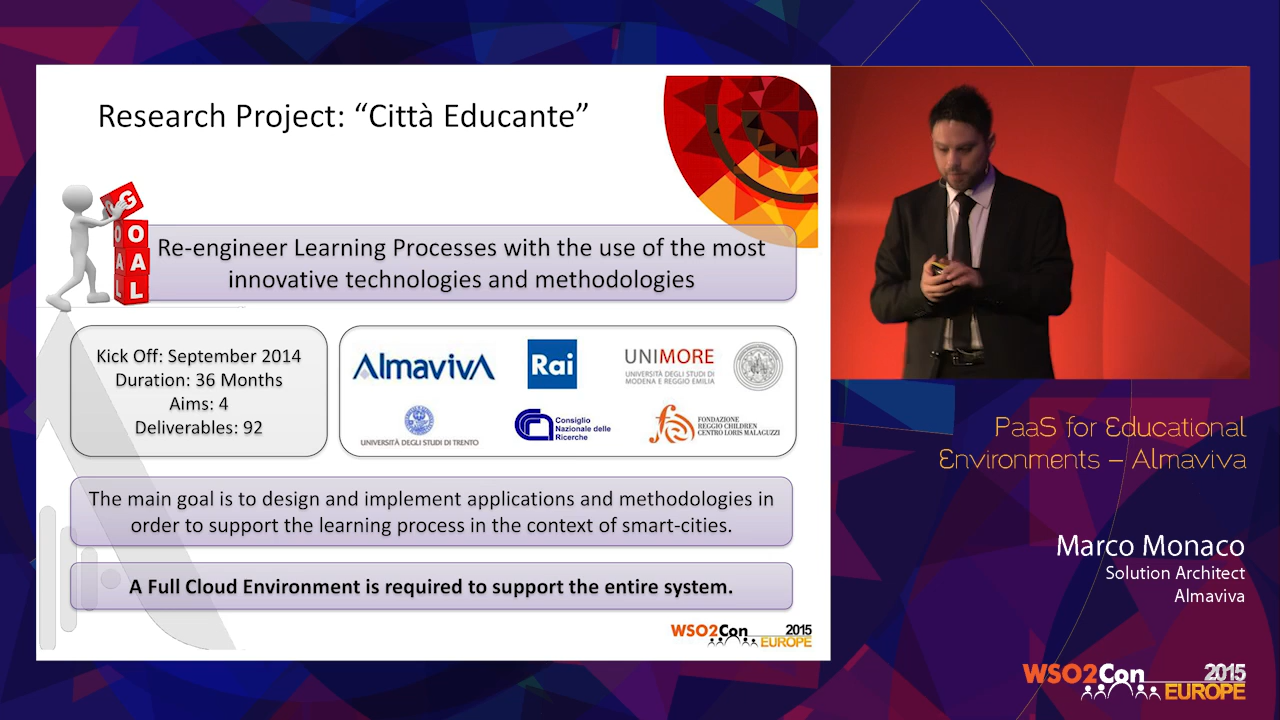 Research Project: “Città Educante”
G
O
A
L
O
A
L
Re-engineer Learning Processes with the use of the most
innovative technologies and methodologies
Kick Off: September 2014
Duration: 36 Months
Aims: 4
Deliverables: 92
AlmavivA
Rai
UNIMORE
UNIVERSITÀ DEGLI STUDI DI
MODENA E REGGIO EMILIA
UNIVERSITÀ DEGLI STUDI DI TRENTO
Consiglio
Nazionale delle
Ricerche
FONDAZIONE
REGGIO CHILDREN
CENTRO LORIS MALAGUZZI
The main goal is to design and implement applications and methodologies in
order to support the learning process in the context of smart-cities.
A Full Cloud Environment is required to support the entire system.
WSO2Con 2015
EUROPE
PaaS for Educational
Environments – Almaviva
Marco Monaco
Solution Architect
Almaviva
WSO2Con 2015
EUROPE